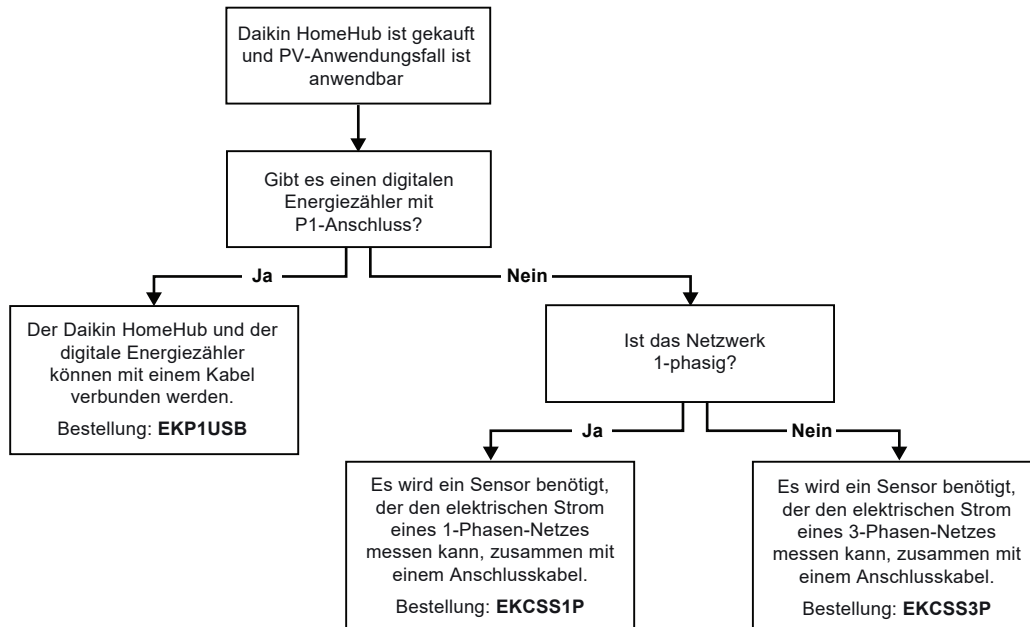 Daikin HomeHub ist gekauft
und PV-Anwendungsfall ist
anwendbar
Gibt es einen digitalen
Energiezähler mit
P1-Anschluss?
Ja
Nein
Der Daikin HomeHub und der
digitale Energiezähler
können mit einem Kabel
verbunden werden.
Bestellung: EKP1USB
Ist das Netzwerk
1-phasig?
Ja
Nein
Es wird ein Sensor benötigt,
der den elektrischen Strom
eines 1-Phasen-Netzes
messen kann, zusammen mit
einem Anschlusskabel.
Bestellung: EKCSS1P
Es wird ein Sensor benötigt,
der den elektrischen Strom
eines 3-Phasen-Netzes
messen kann, zusammen mit
einem Anschlusskabel.
Bestellung: EKCSS3P